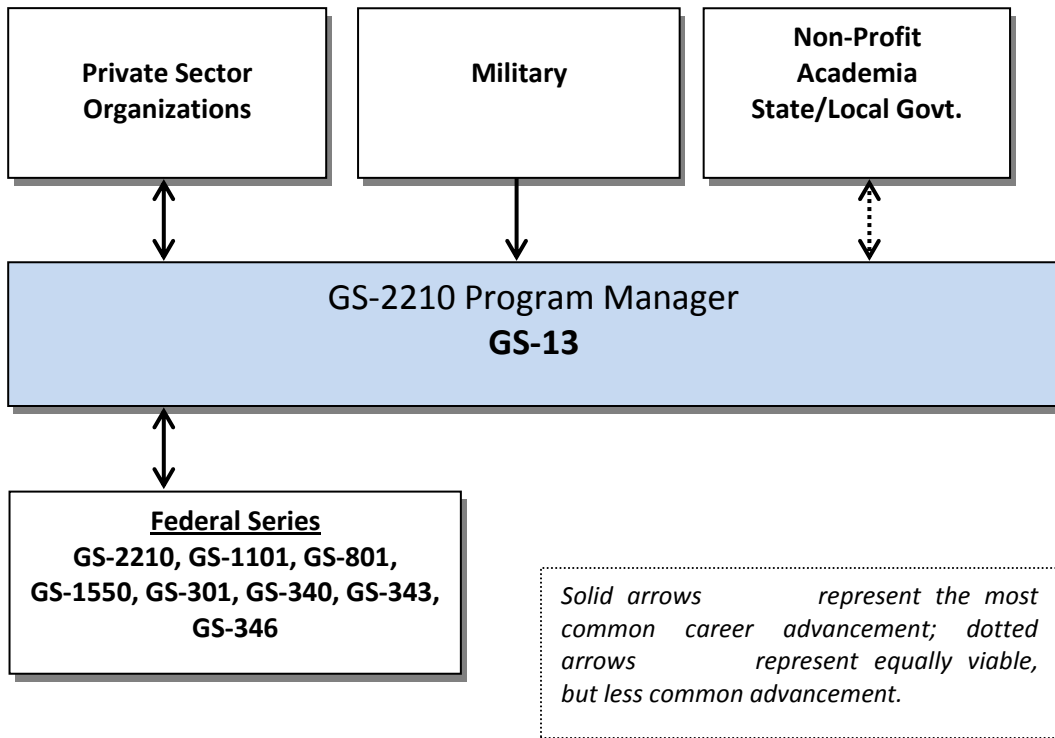 Private Sector
Organizations
Military
Non-Profit
Academia
State/Local Govt.
GS-2210 Program Manager
GS-13
Federal Series
GS-2210, GS-1101, GS-801,
GS-1550, GS-301, GS-340, GS-343,
GS-346
Solid arrows represent the most
common career advancement; dotted
arrows represent equally viable,
but less common advancement.